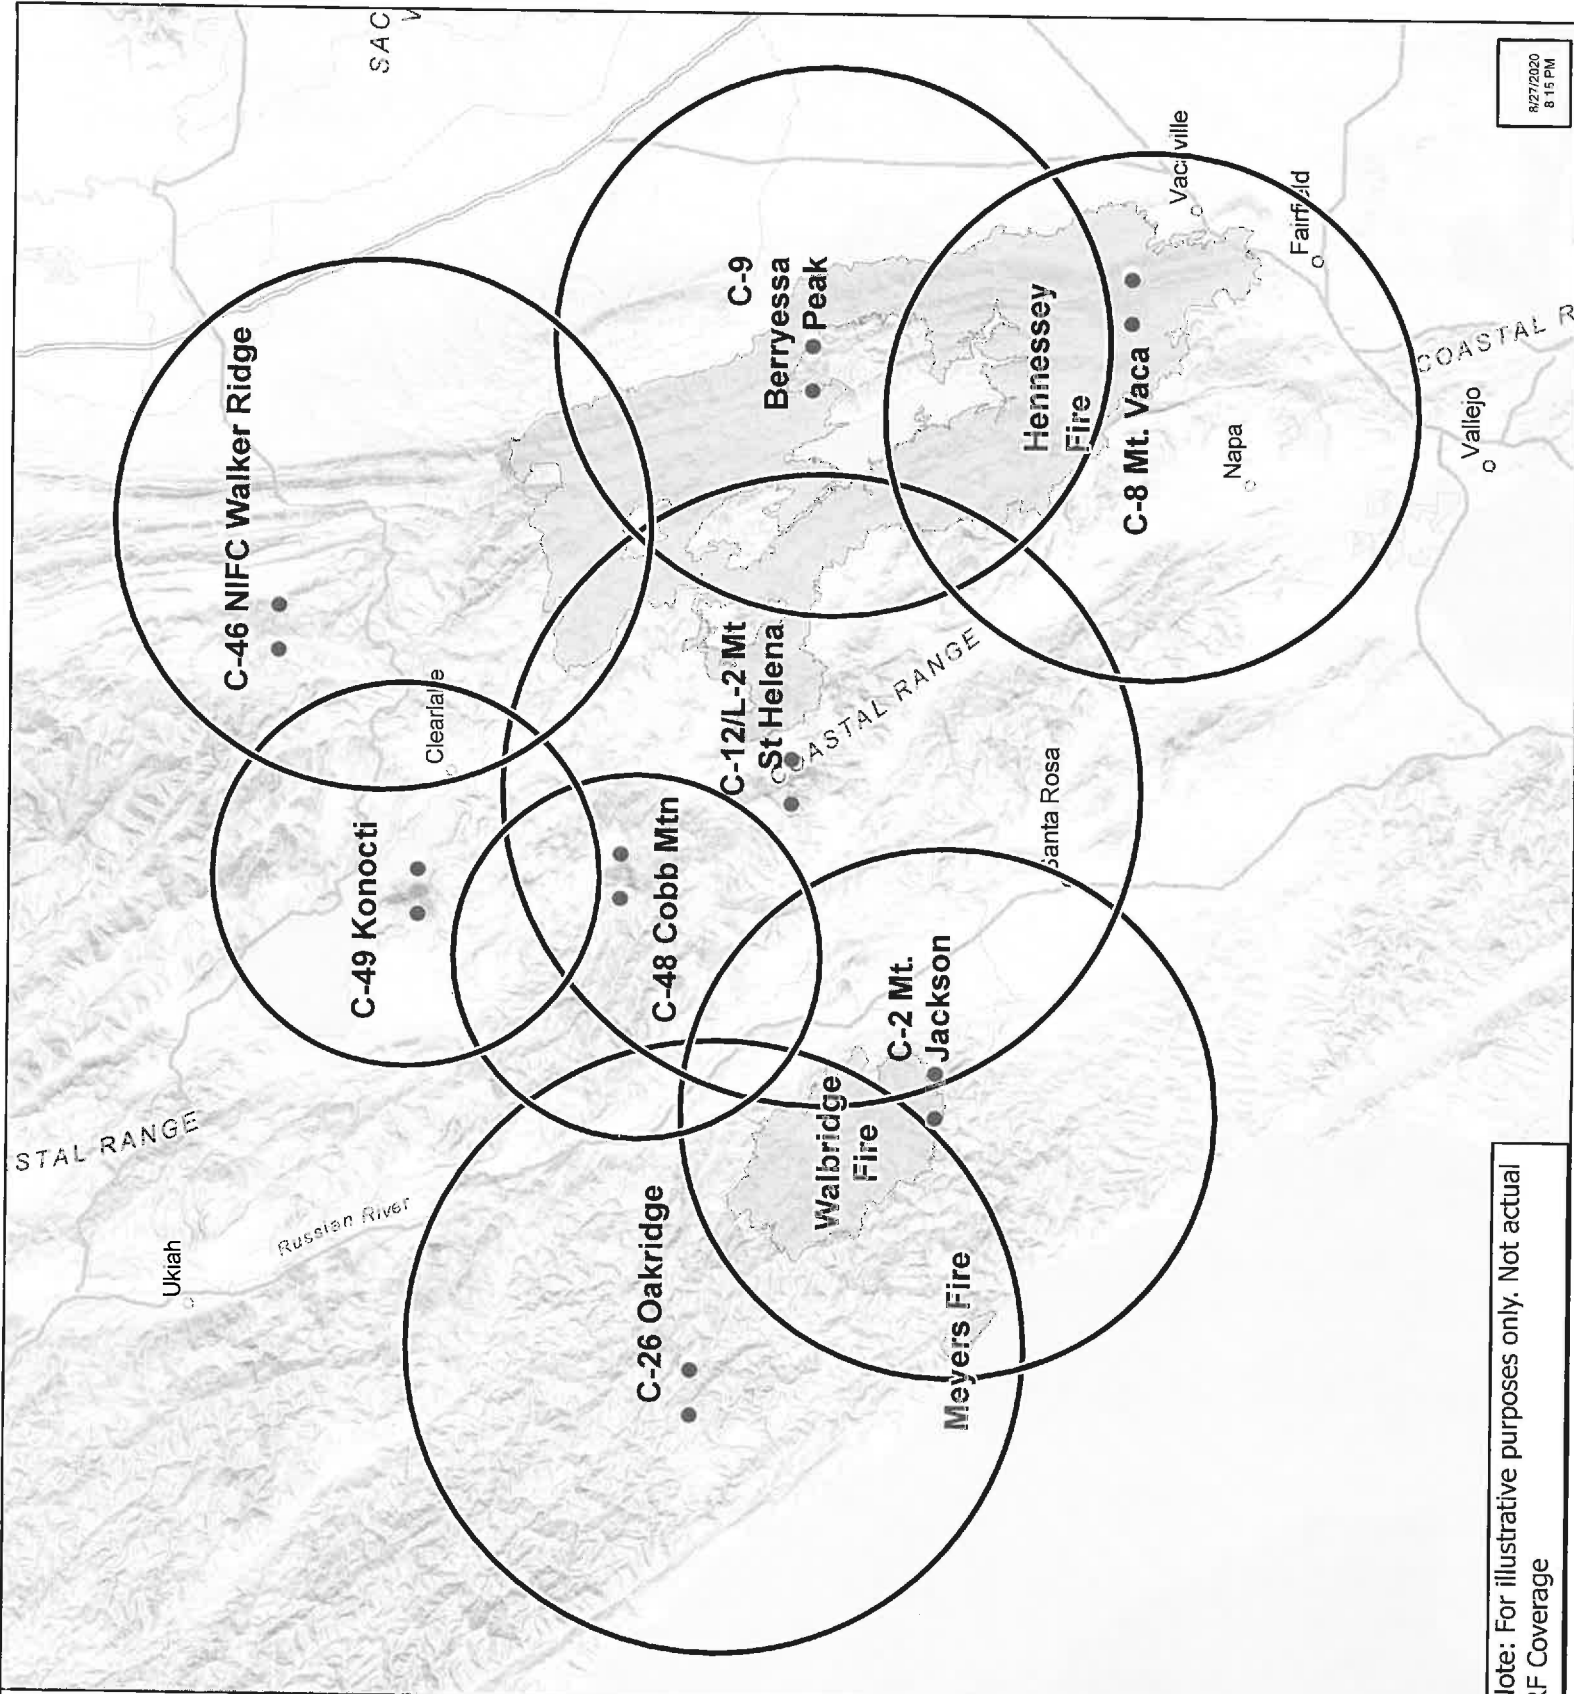 SAC
V
C-46 NIFC Walker Ridge
C-49 Konocti
Clearlake
STAL RANGE
Ukiah
Russian River
C-48 Cobb Mtn
C-12/L-2 Mt
St Helena
COASTAL RANGE
C-9
Berryessa
Peak
Hennessey
Fire
C-8 Mt. Vaca
Vacaville
Fairfield
Napa
Vallejo
COASTAL R
Santa Rosa
C-2 Mt.
Jackson
Walbridge
Fire
C-26 Oakridge
Meyers Fire
8/27/2020
8 15 PM
lote: For illustrative purposes only. Not actual
RF Coverage